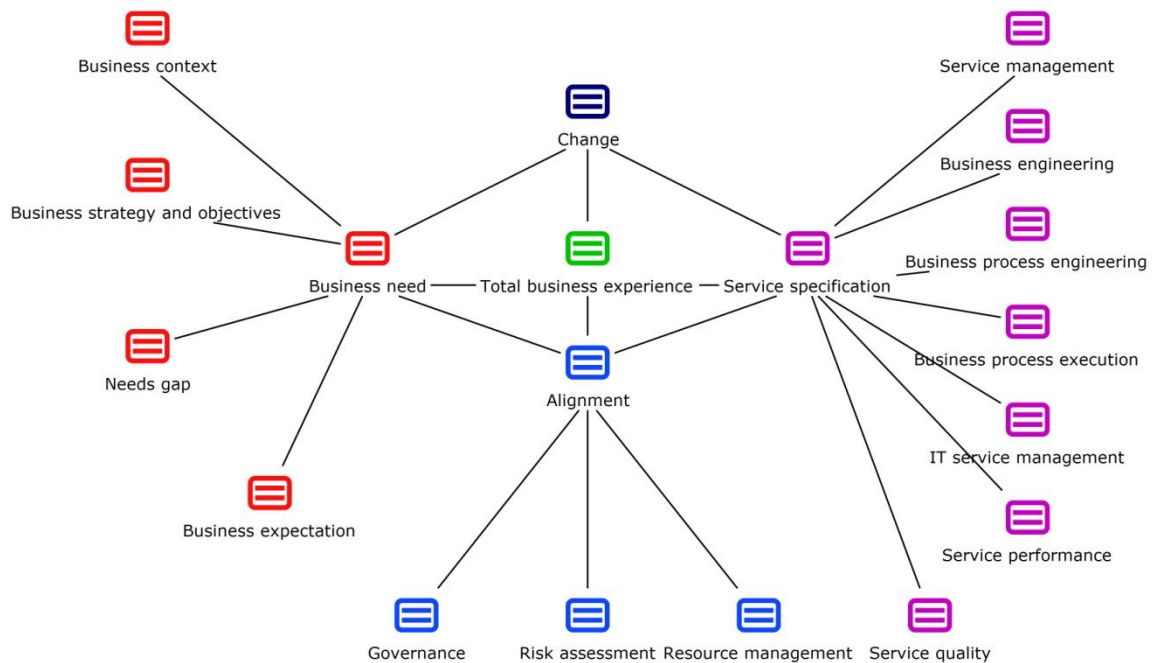 Business context
Service management
Change
Business engineering
Business strategy and objectives
Business process engineering
Business need
Total business experience
Service specification
Business process execution
Needs gap
Alignment
IT service management
Business expectation
Service performance
Governance
Risk assessment
Resource management
Service quality